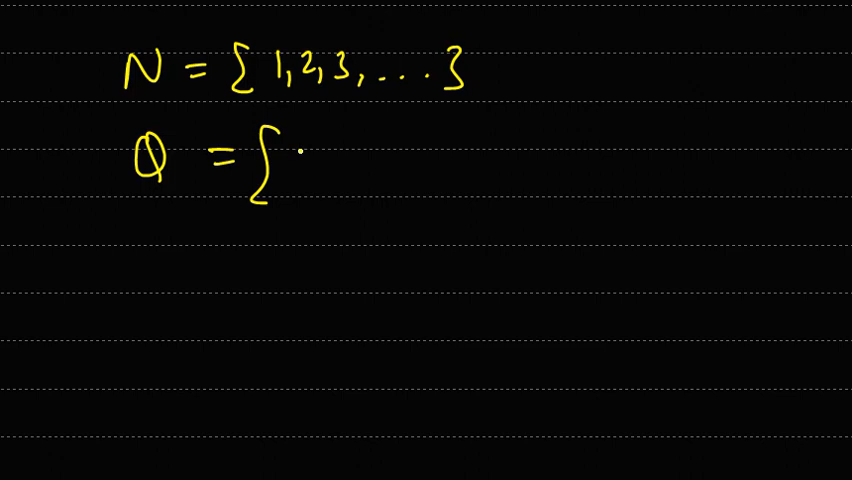 N = { 1, 2, 3, .... }
Q = {